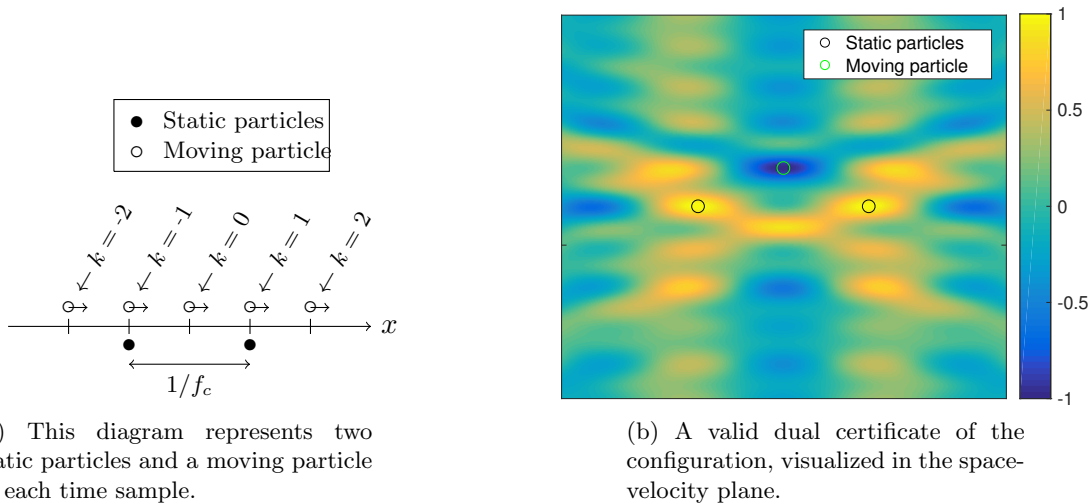 Static particles
Moving particle
k = -2
k = -1
k = 0
k = 1
k = 2
x
1/f_c
) This diagram represents two
atic particles and a moving particle
each time sample.
Static particles
Moving particle
1
0.5
0
-0.5
-1
(b) A valid dual certificate of the
configuration, visualized in the space-
velocity plane.